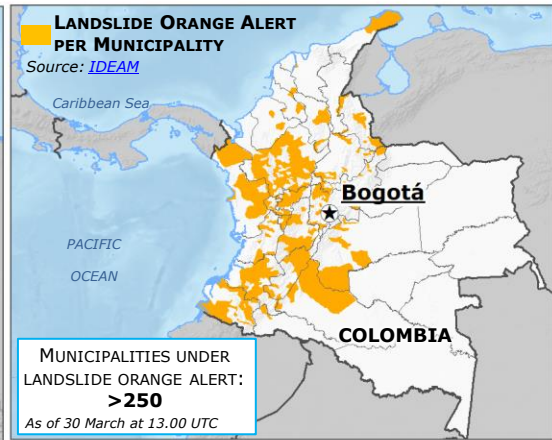 LANDSLIDE ORANGE ALERT
PER MUNICIPALITY
Source: IDEAM
Caribbean Sea
Bogotá
PACIFIC
OCEAN
COLOMBIA
MUNICIPALITIES UNDER
LANDSLIDE ORANGE ALERT:
>250
As of 30 March at 13.00 UTC